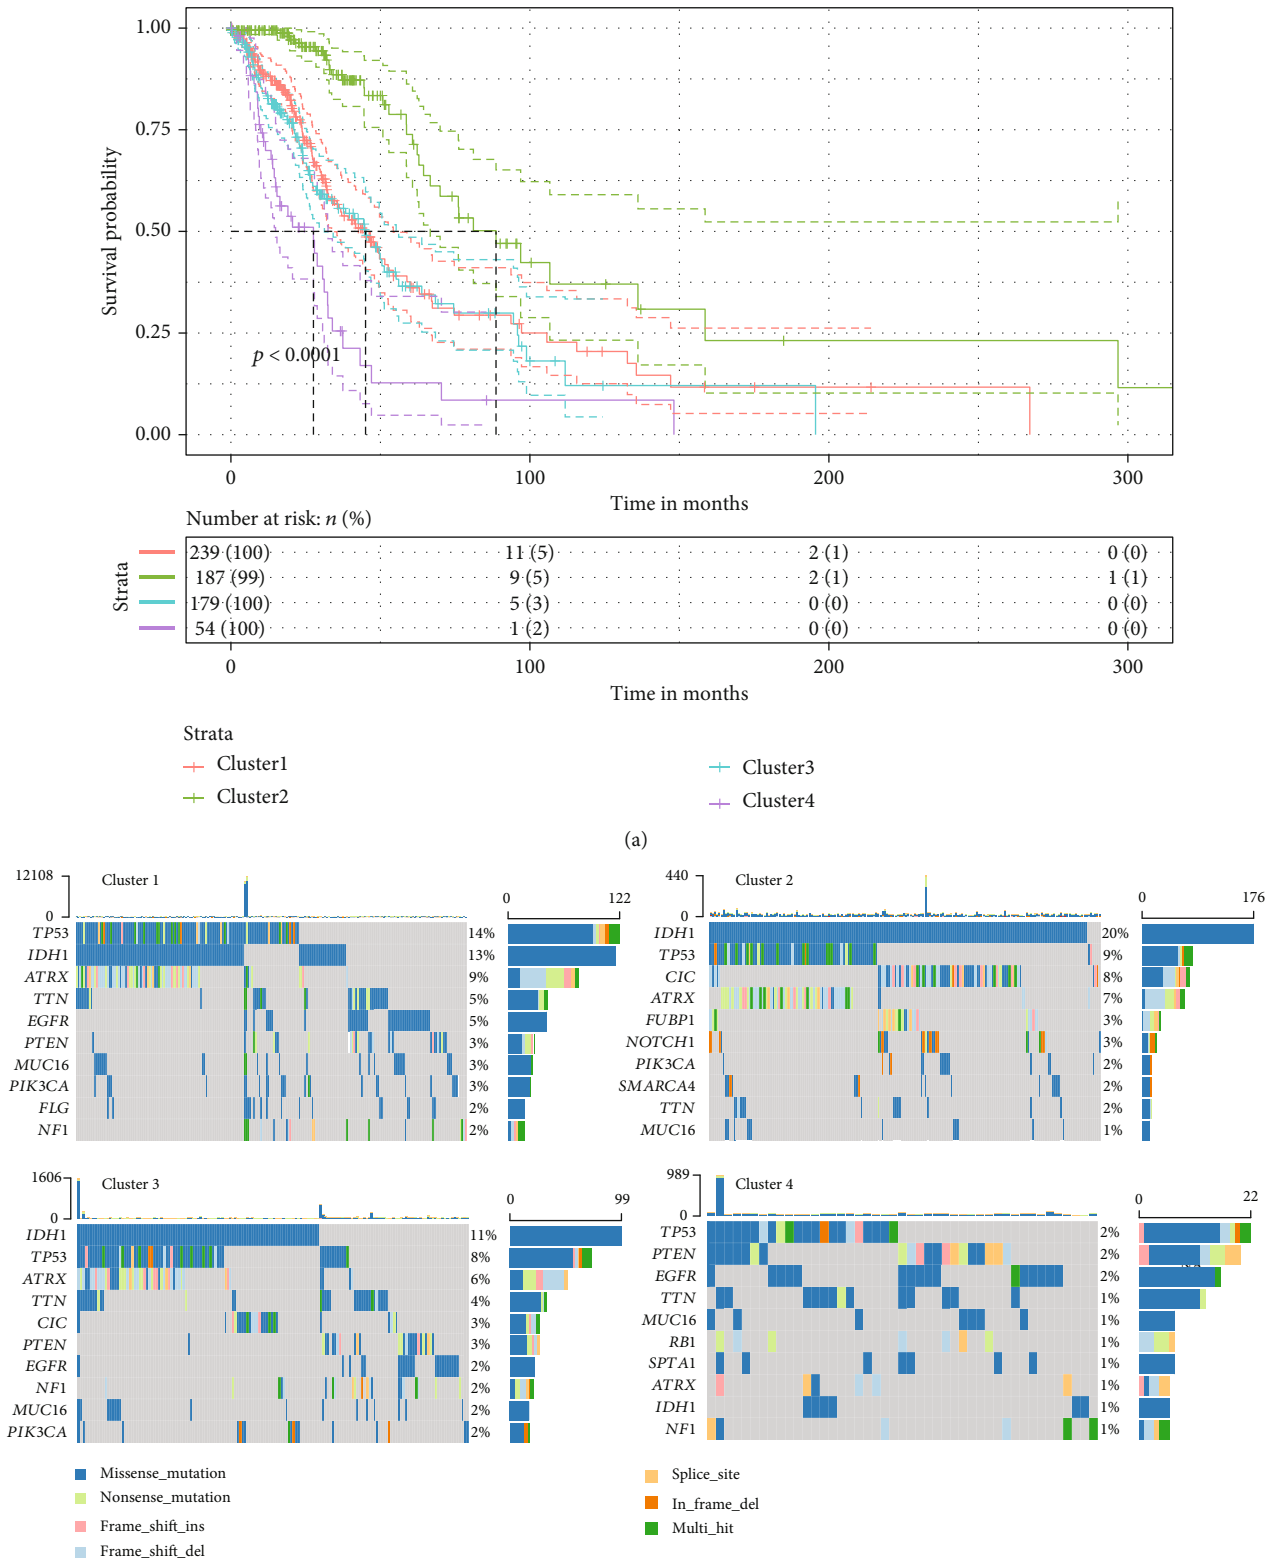 1.00
0.75
0.50
0.25
0.00
Survival probability
p < 0.0001
0 100 200 300
Time in months
Number at risk: n (%)
Strata
239 (100) 11 (5) 2 (1) 0 (0)
187 (99) 9 (5) 2 (1) 1 (1)
179 (100) 5 (3) 0 (0) 0 (0)
54 (100) 1 (2) 0 (0) 0 (0)
0 100 200 300
Time in months
Strata
Cluster1
Cluster2
Cluster3
Cluster4
(a)
12108
0
Cluster 1
0 122
TP53 14%
IDH1 13%
ATRX 9%
TTN 5%
EGFR 5%
PTEN 3%
MUC16 3%
PIK3CA 3%
FLG 2%
NF1 2%
440
0
Cluster 2
0 176
IDH1 20%
TP53 9%
CIC 8%
ATRX 7%
FUBP1 3%
NOTCH1 3%
PIK3CA 2%
SMARCA4 2%
TTN 2%
MUC16 1%
1606
0
Cluster 3
0 99
IDH1 11%
TP53 8%
ATRX 6%
TTN 4%
CIC 3%
PTEN 3%
EGFR 2%
NF1 2%
MUC16 2%
PIK3CA 2%
989
0
Cluster 4
0 22
TP53 2%
PTEN 2%
EGFR 2%
TTN 1%
MUC16 1%
RB1 1%
SPTA1 1%
ATRX 1%
IDH1 1%
NF1 1%
Missense_mutation
Nonsense_mutation
Frame_shift_ins
Frame_shift_del
Splice_site
In_frame_del
Multi_hit